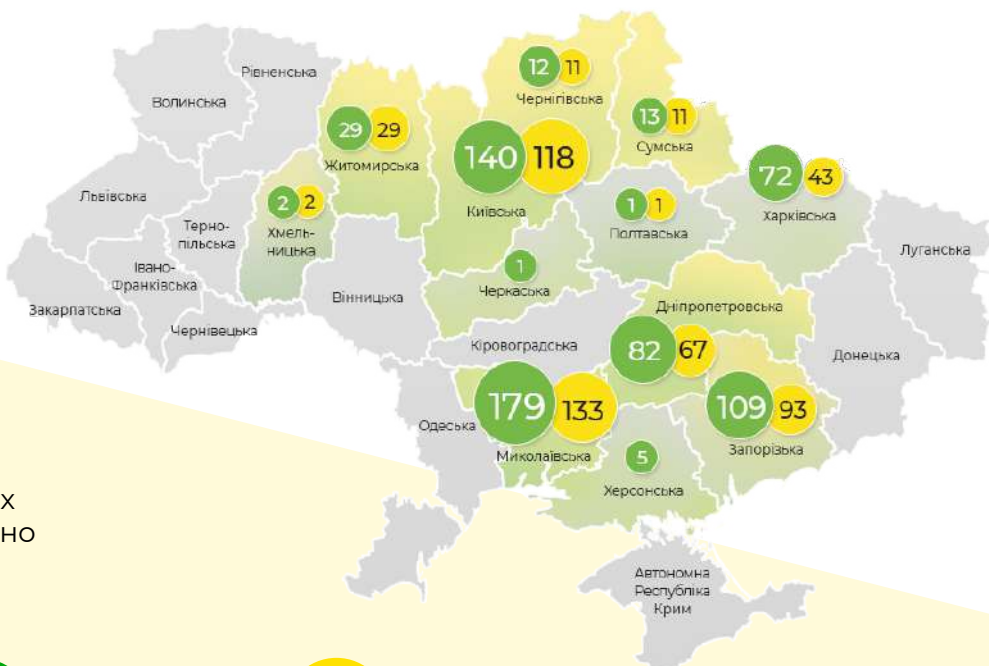 12 11
Чернігівська
Рівненська
Волинська
13 11
Сумська
29 29
Житомирська
140 118
Київська
72 43
Харківська
Львівська
2 2
Хмель-
ницька
1 1
Полтавська
Терно-
пільська
Луганська
Івано-
Франківська
1
Черкаська
Вінницька
Закарпатська
Чернівецька
Дніпропетровська
82 67
Кіровоградська
Донецька
179 133
Миколаївська
109 93
Запорізька
Одеська
5
Херсонська
х
но
Автономна
Республіка
Крим